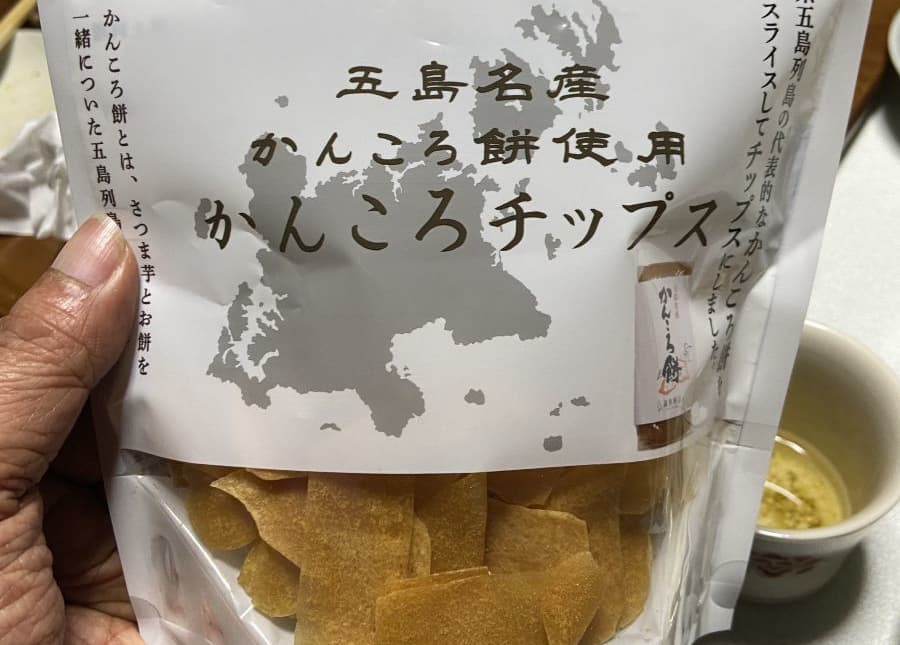 五島名産
かんころ餅使用
かんころチップス
五島列島の代表的なかんころ餅を
スライスしてチップスにしました
かんころ餅とは、さつま芋とお餅を
一緒についた五島列島
かんころ餅